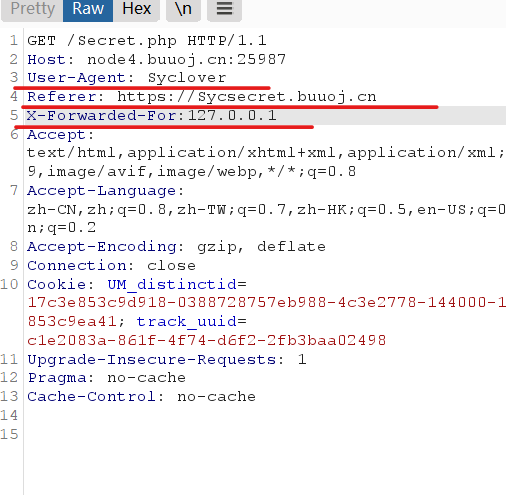 Pretty Raw Hex \n
1 GET /Secret.php HTTP/1.1
2 Host: node4.buuoj.cn:25987
3 User-Agent: Syclover
4 Referer: https://Sycsecret.buuoj.cn
5 X-Forwarded-For:127.0.0.1
6 Accept:
text/html,application/xhtml+xml,application/xml;
9,image/avif,image/webp,*/*;q=0.8
7 Accept-Language:
zh-CN,zh;q=0.8,zh-TW;q=0.7,zh-HK;q=0.5,en-US;q=0
n;q=0.2
8 Accept-Encoding: gzip, deflate
9 Connection: close
10 Cookie: UM_distinctid=
17c3e853c9d918-0388728757eb988-4c3e2778-144000-1
853c9ea41; track_uuid=
c1e2083a-861f-4f74-d6f2-2fb3baa02498
11 Upgrade-Insecure-Requests: 1
12 Pragma: no-cache
13 Cache-Control: no-cache
14
15